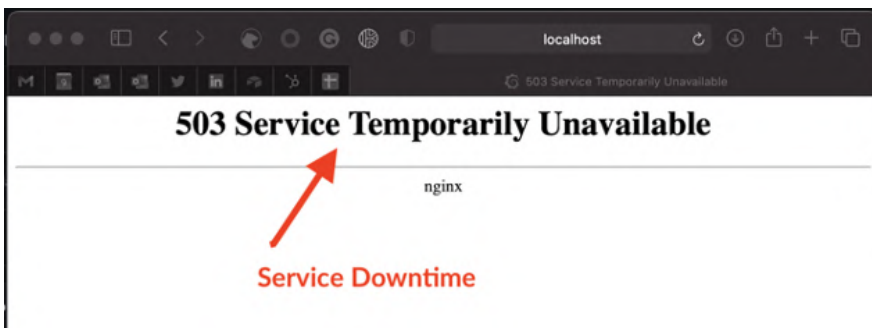 localhost
503 Service Temporarily Unavailable
503 Service Temporarily Unavailable
nginx
Service Downtime